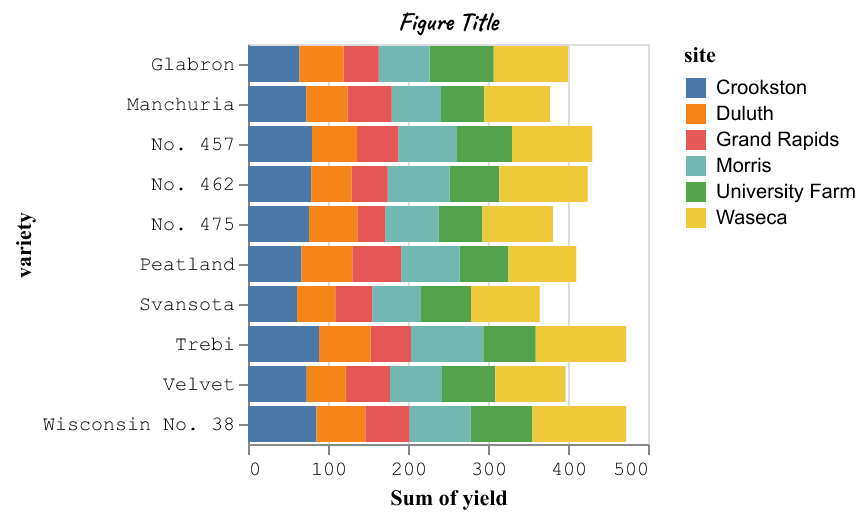 Figure Title
variety
Glabron
Manchuria
No. 457
No. 462
No. 475
Peatland
Svansota
Trebi
Velvet
Wisconsin No. 38
0 100 200 300 400 500
Sum of yield
site
Crookston
Duluth
Grand Rapids
Morris
University Farm
Waseca